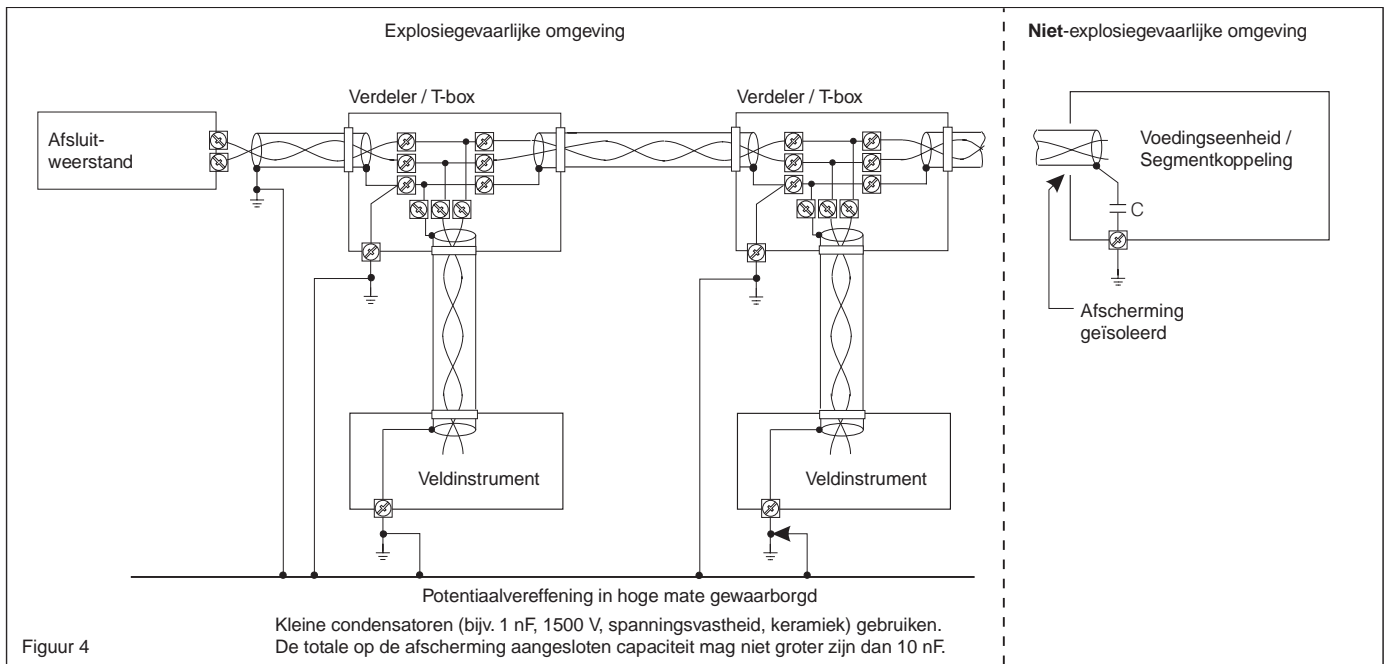 Explosiegevaarlijke omgeving
Niet-explosiegevaarlijke omgeving
Verdeler / T-box
Verdeler / T-box
Afsluit-
weerstand
Voedingseenheid /
Segmentkoppeling
C
Afscherming
geïsoleerd
Veldinstrument
Veldinstrument
Potentiaalvereffening in hoge mate gewaarborgd
Kleine condensatoren (bijv. 1 nF, 1500 V, spanningsvastheid, keramiek) gebruiken.
De totale op de afscherming aangesloten capaciteit mag niet groter zijn dan 10 nF.
Figuur 4